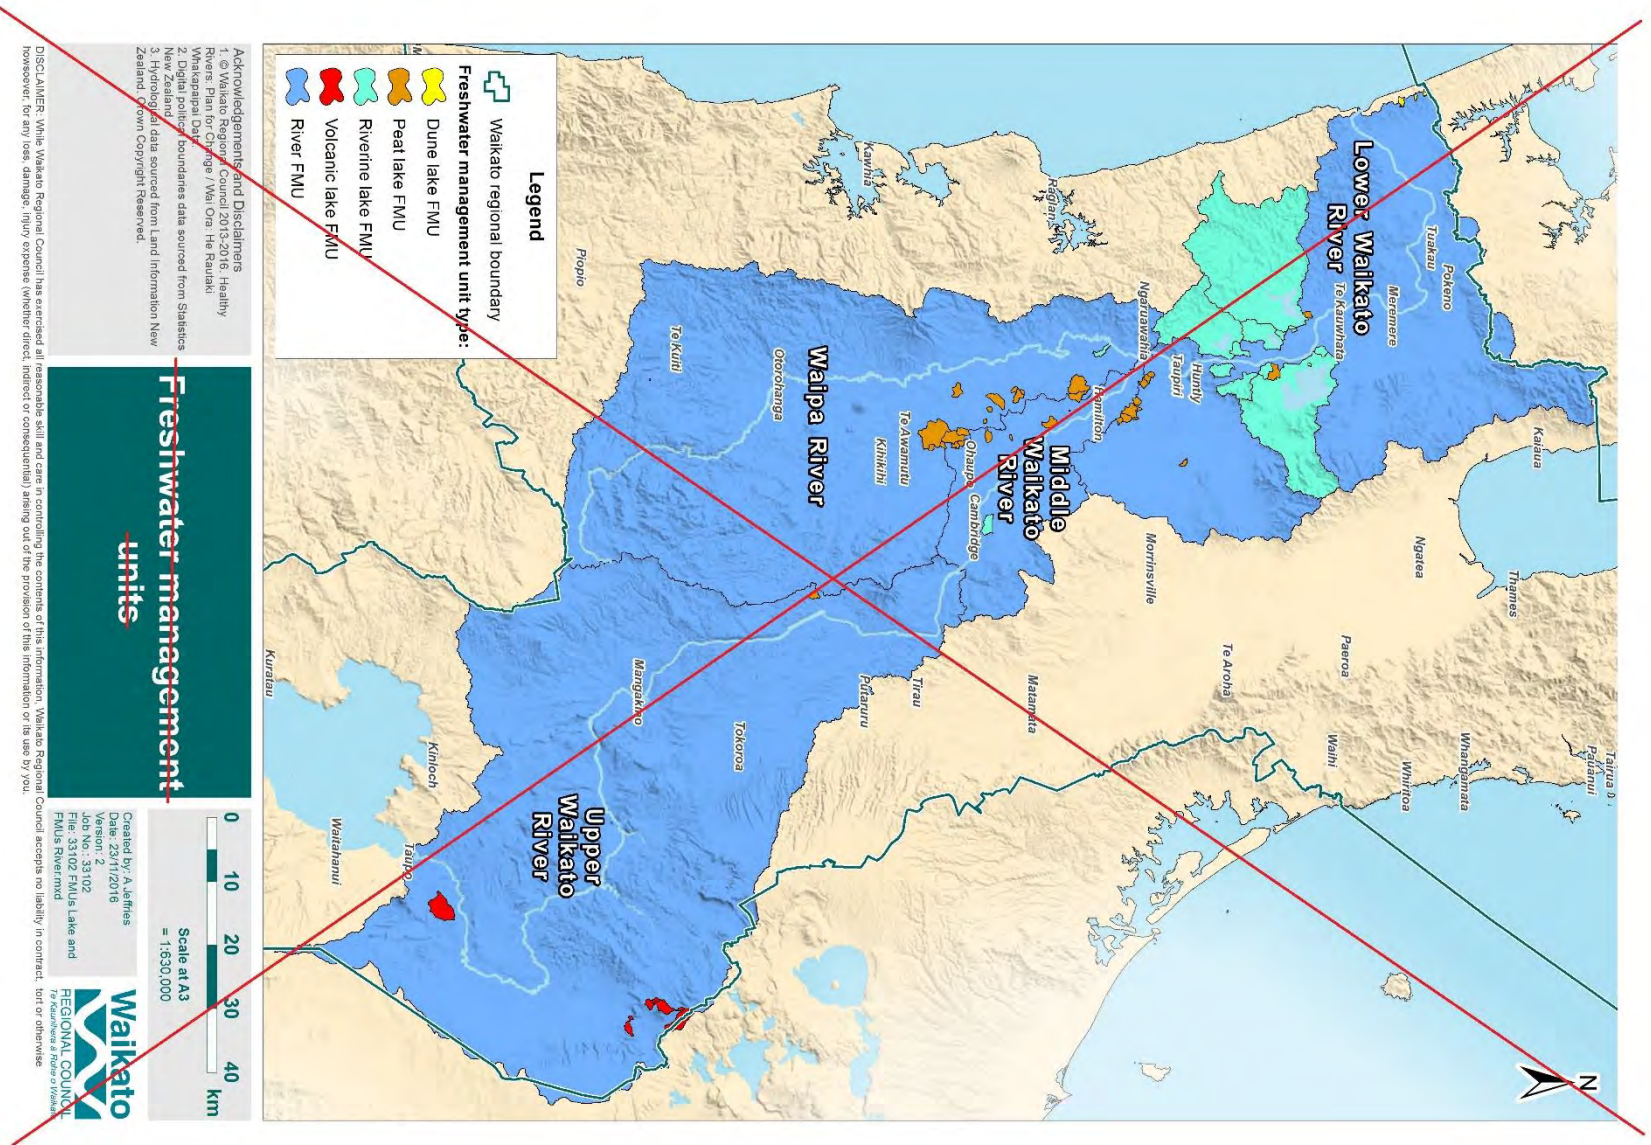 N
Tairua
Pauanui
Whangamata
Whiritoa
Waihi
Paeroa
Te Aroha
Thames
Ngatea
Kaiaua
Morrinsville
Matamata
Tirau
Putaruru
Tokoroa
Mangakino
Pokeno
Tuakau
Meremere
Te Kauwhata
Lower Waikato
River
Huntly
Taupiri
Ngaruawahia
Hamilton
Raglan
Kawhia
Middle
Waikato
River
Ohaupo
Cambridge
Te Awamutu
Kihikihi
Waipa River
Otorohanga
Te Kuiti
Piopio
Upper
Waikato
River
Kinloch
Taupo
Waitahanui
Kuratau
Legend
Waikato regional boundary
Freshwater management unit type:
Dune lake FMU
Peat lake FMU
Riverine lake FMU
Volcanic lake FMU
River FMU
Acknowledgements and Disclaimers
1. © Waikato Regional Council 2013-2016. Healthy
Rivers: Plan for Change / Wai Ora: He Rautaki
Whakapaipai Data.
2. Digital political boundaries data sourced from Statistics
New Zealand.
3. Hydrological data sourced from Land Information New
Zealand. Crown Copyright Reserved.
Freshwater management
units
0 10 20 30 40
km
Scale at A3
= 1:630,000
Created by: A Jeffries
Date: 23/11/2016
Version: 2
Job No.: 33102
File: 33102 FMUs Lake and
FMUs River.mxd
Waikato
REGIONAL COUNCIL
Te Kaunihera ā Rohe o Waikato
DISCLAIMER: While Waikato Regional Council has exercised all reasonable skill and care in controlling the contents of this information, Waikato Regional Council accepts no liability in contract, tort or otherwise
howsoever, for any loss, damage, injury expense (whether direct, indirect or consequential) arising out of the provision of this information or its use by you.